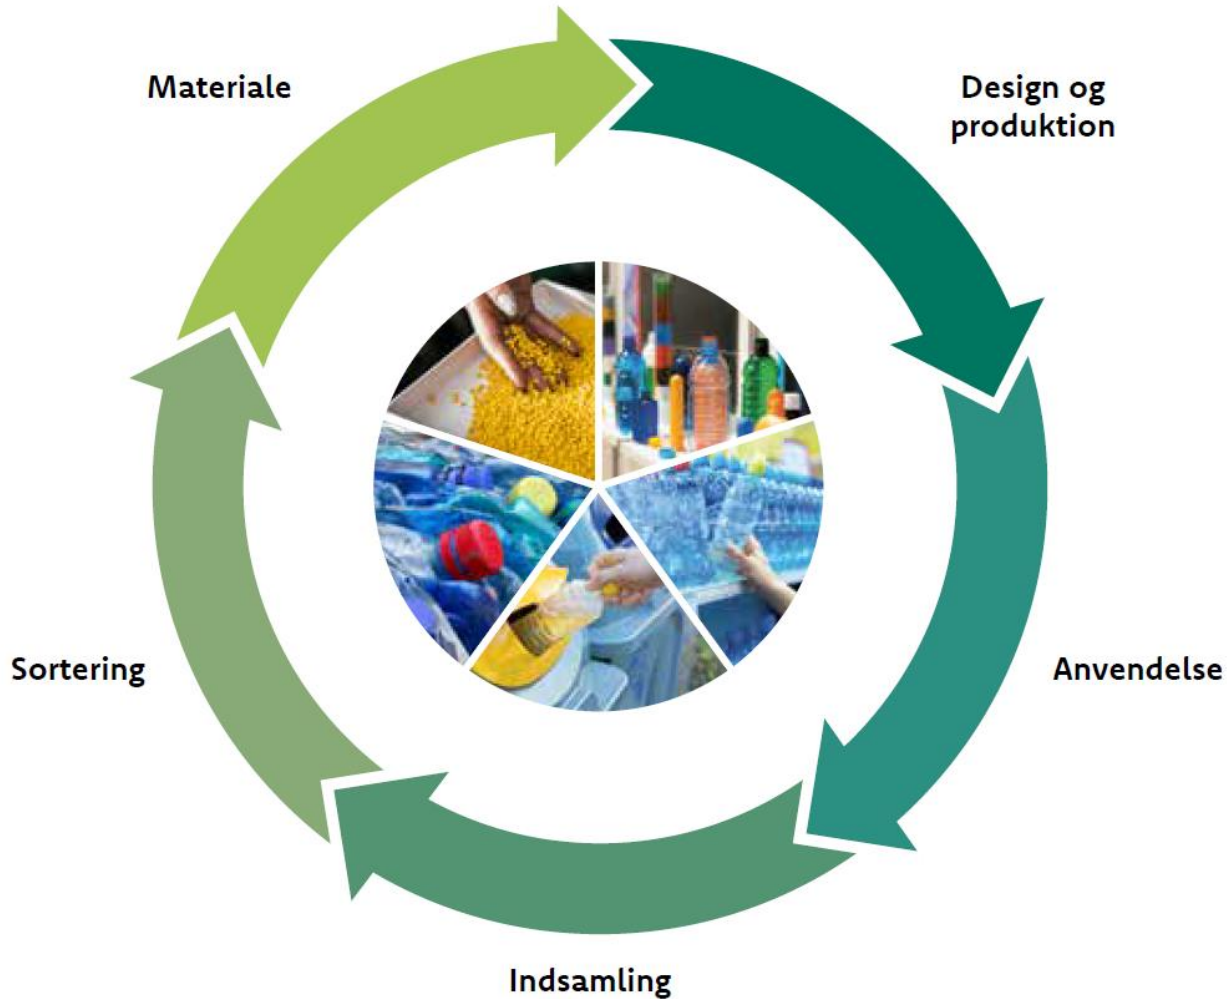 Materiale
Design og
produktion
Anvendelse
Indsamling
Sortering